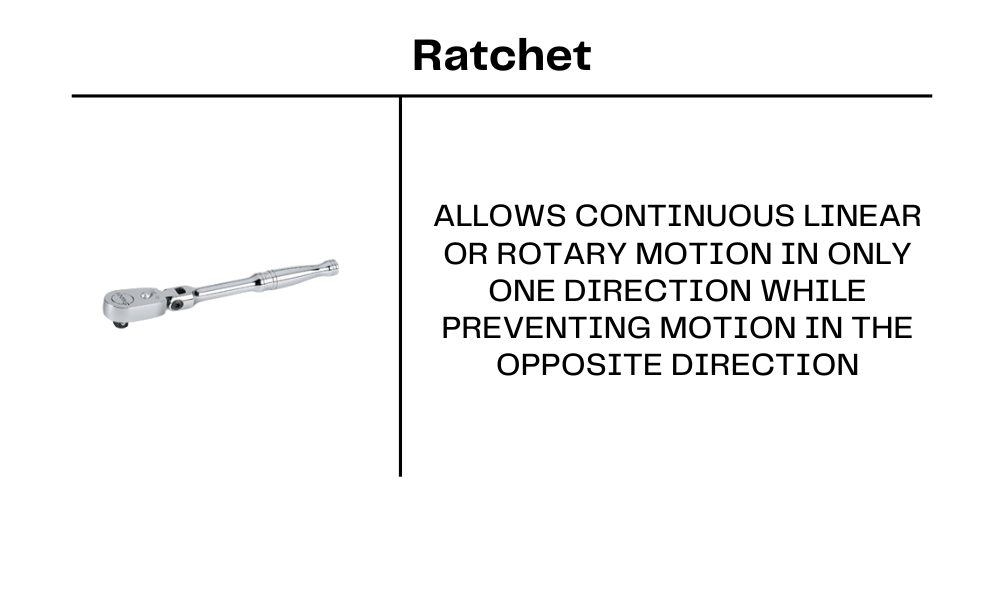 Ratchet
ALLOWS CONTINUOUS LINEAR
OR ROTARY MOTION IN ONLY
ONE DIRECTION WHILE
PREVENTING MOTION IN THE
OPPOSITE DIRECTION